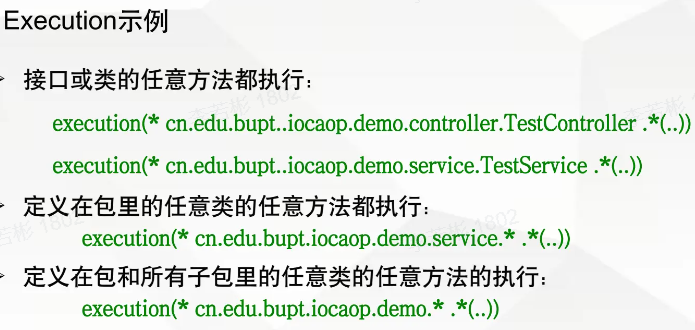 Execution示例
接口或类的任意方法都执行：
execution(* cn.edu.bupt..iocaop.demo.controller.TestController .*(..))
execution(* cn.edu.bupt..iocaop.demo.service.TestService .*(..))
定义在包里的任意类的任意方法都执行：
execution(* cn.edu.bupt.iocaop.demo.service.* .*(..))
定义在包和所有子包里的任意类的任意方法的执行：
execution(* cn.edu.bupt.iocaop.demo.* .*(..))